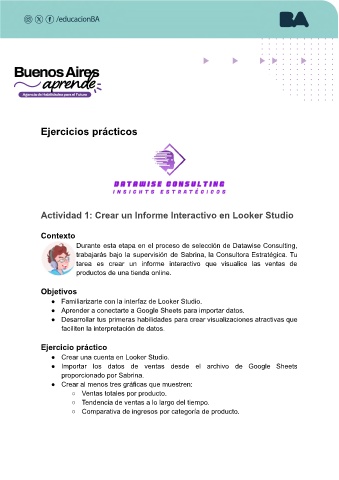 /educacionBA
BA
Buenos Aires
aprende
Agencia de Habilidades para el Futuro
Ejercicios prácticos
DATAWISE CONSULTING
INSIGHTS ESTRATÉGICOS
Actividad 1: Crear un Informe Interactivo en Looker Studio
Contexto
Durante esta etapa en el proceso de selección de Datawise Consulting,
trabajarás bajo la supervisión de Sabrina, la Consultora Estratégica. Tu
tarea es crear un informe interactivo que visualice las ventas de
productos de una tienda online.
Objetivos
● Familiarizarte con la interfaz de Looker Studio.
● Aprender a conectarte a Google Sheets para importar datos.
● Desarrollar tus primeras habilidades para crear visualizaciones atractivas que
faciliten la interpretación de datos.
Ejercicio práctico
● Crear una cuenta en Looker Studio.
● Importar los datos de ventas desde el archivo de Google Sheets
proporcionado por Sabrina.
● Crear al menos tres gráficas que muestren:
○ Ventas totales por producto.
○ Tendencia de ventas a lo largo del tiempo.
○ Comparativa de ingresos por categoría de producto.